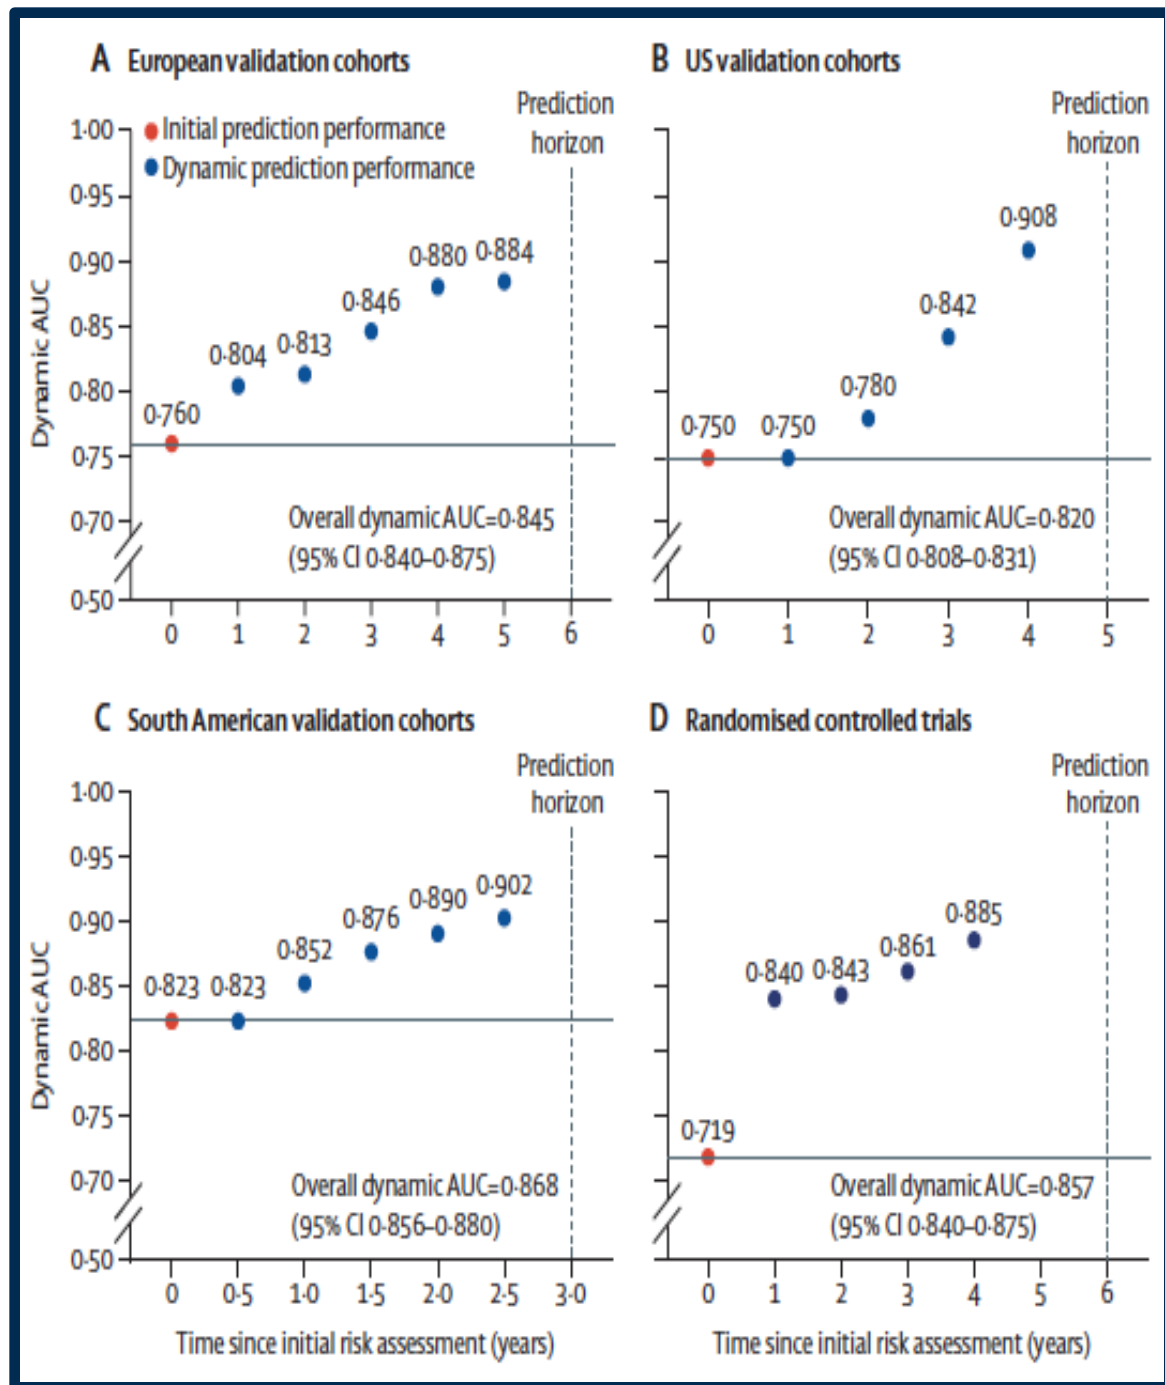 A European validation cohorts
Prediction
horizon
Initial prediction performance
Dynamic prediction performance
Dynamic AUC
1·00
0·95
0·90
0·85
0·80
0·75
0·70
0·50
0·760
0·804
0·813
0·846
0·880
0·884
Overall dynamic AUC=0·845
(95% CI 0·840–0·875)
0 1 2 3 4 5 6
B US validation cohorts
Prediction
horizon
0·750
0·750
0·780
0·842
0·908
Overall dynamic AUC=0·820
(95% CI 0·808–0·831)
0 1 2 3 4 5
C South American validation cohorts
Prediction
horizon
Dynamic AUC
1·00
0·95
0·90
0·85
0·80
0·75
0·70
0·50
0·823
0·823
0·852
0·876
0·890
0·902
Overall dynamic AUC=0·868
(95% CI 0·856–0·880)
0 0·5 1·0 1·5 2·0 2·5 3·0
Time since initial risk assessment (years)
D Randomised controlled trials
Prediction
horizon
0·719
0·840
0·843
0·861
0·885
Overall dynamic AUC=0·857
(95% CI 0·840–0·875)
0 1 2 3 4 5 6
Time since initial risk assessment (years)